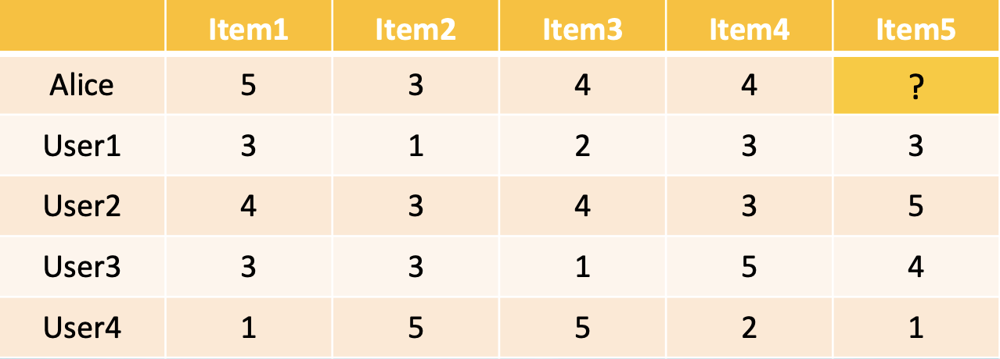 Item1 Item2 Item3 Item4 Item5
Alice 5 3 4 4 ?
User1 3 1 2 3 3
User2 4 3 4 3 5
User3 3 3 1 5 4
User4 1 5 5 2 1